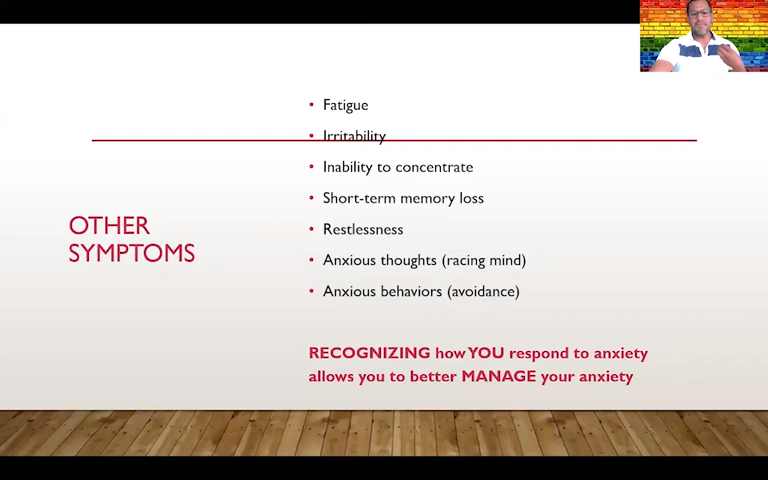 OTHER
SYMPTOMS
• Fatigue
• Irritability
• Inability to concentrate
• Short-term memory loss
• Restlessness
• Anxious thoughts (racing mind)
• Anxious behaviors (avoidance)
RECOGNIZING how YOU respond to anxiety
allows you to better MANAGE your anxiety